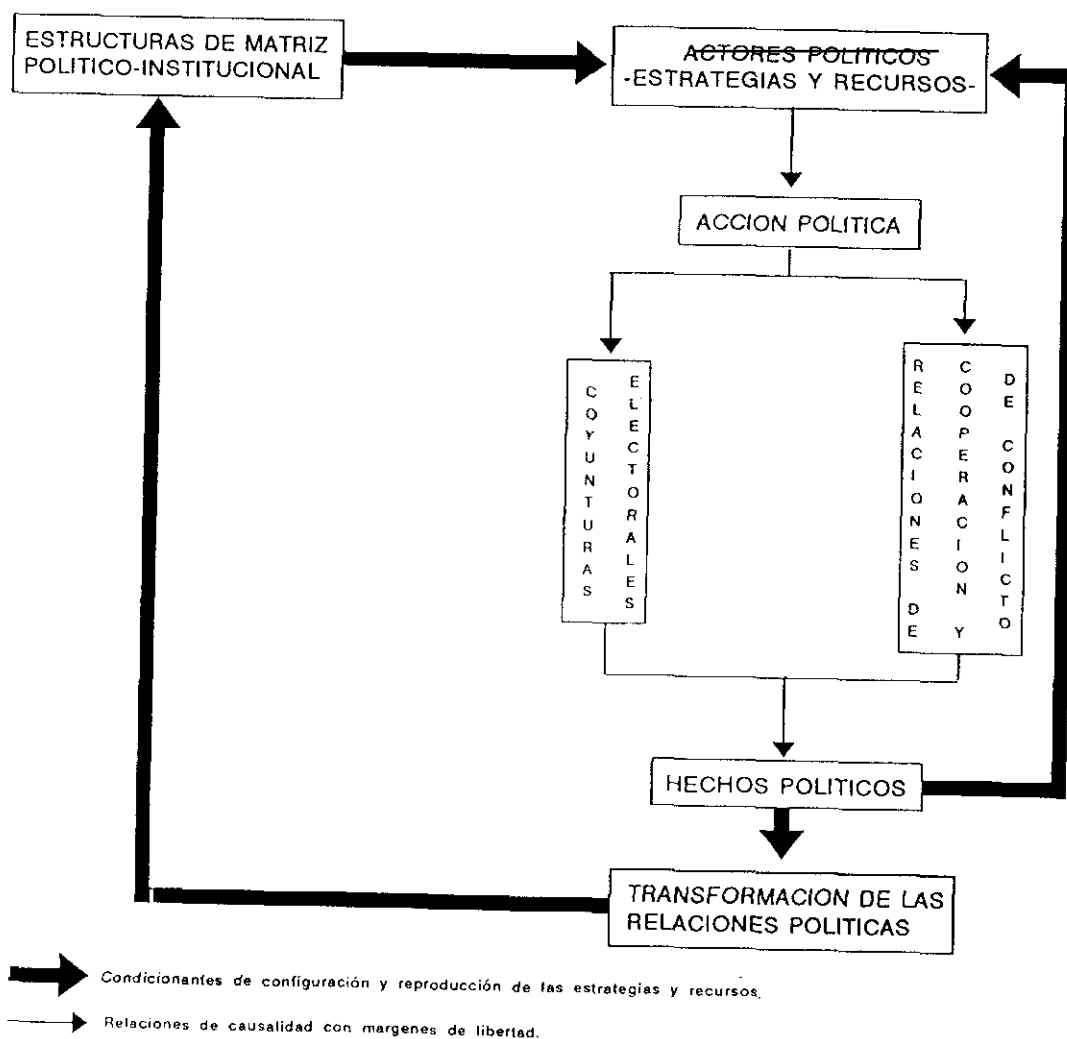 ESTRUCTURAS DE MATRIZ
POLITICO-INSTITUCIONAL
ACTORES POLITICOS
-ESTRATEGIAS Y RECURSOS-
ACCION POLITICA
COYUNTURAS
ELECTORALES
RELACIONES DE
COOPERACION Y
DE CONFLICTO
HECHOS POLITICOS
TRANSFORMACION DE LAS
RELACIONES POLITICAS
Condicionantes de configuración y reproducción de las estrategias y recursos.
Relaciones de causalidad con margenes de libertad.